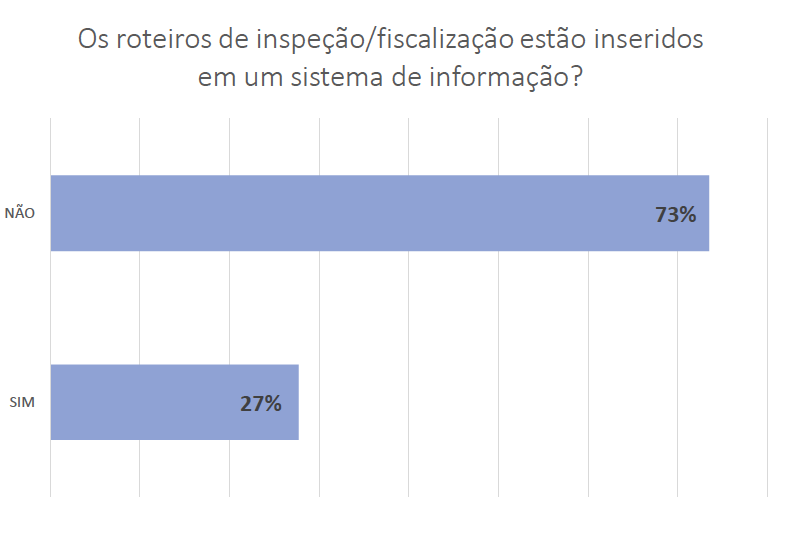 Os roteiros de inspeção/fiscalização estão inseridos
em um sistema de informação?
NÃO
73%
SIM
27%